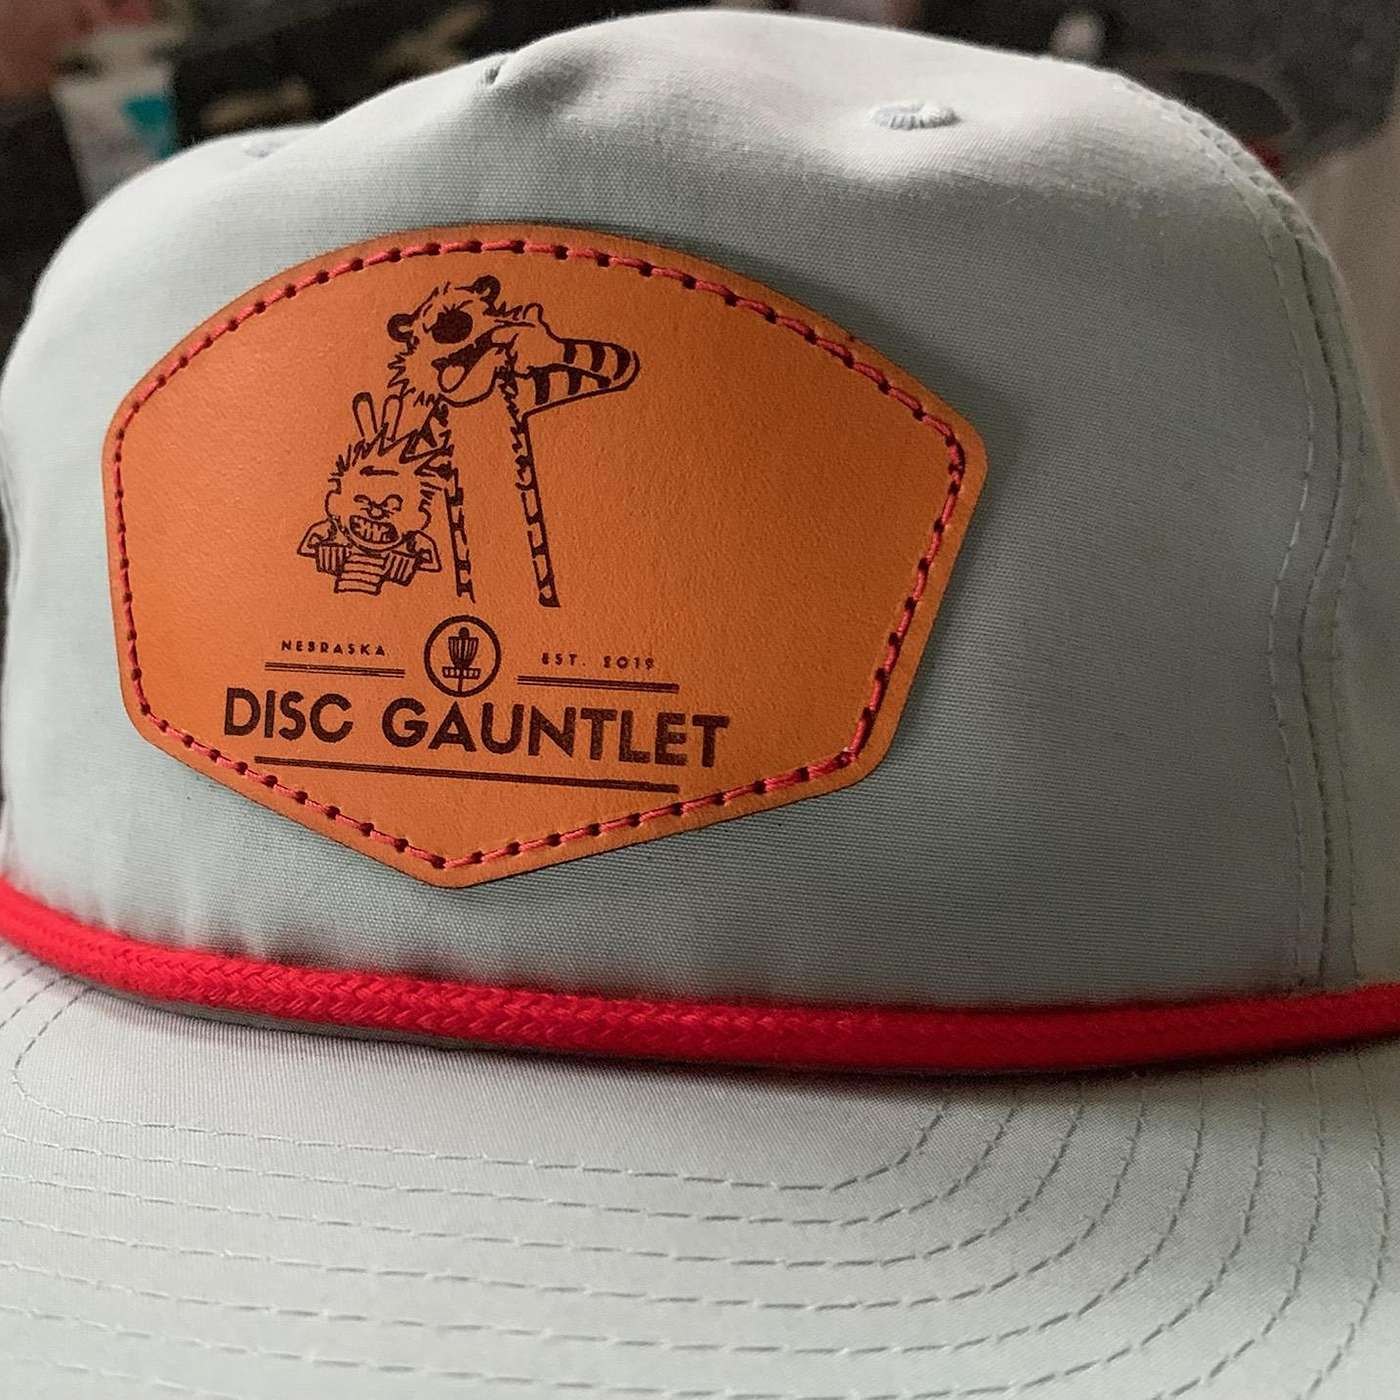 NEBRASKA
EST. 2019
DISC GAUNTLET